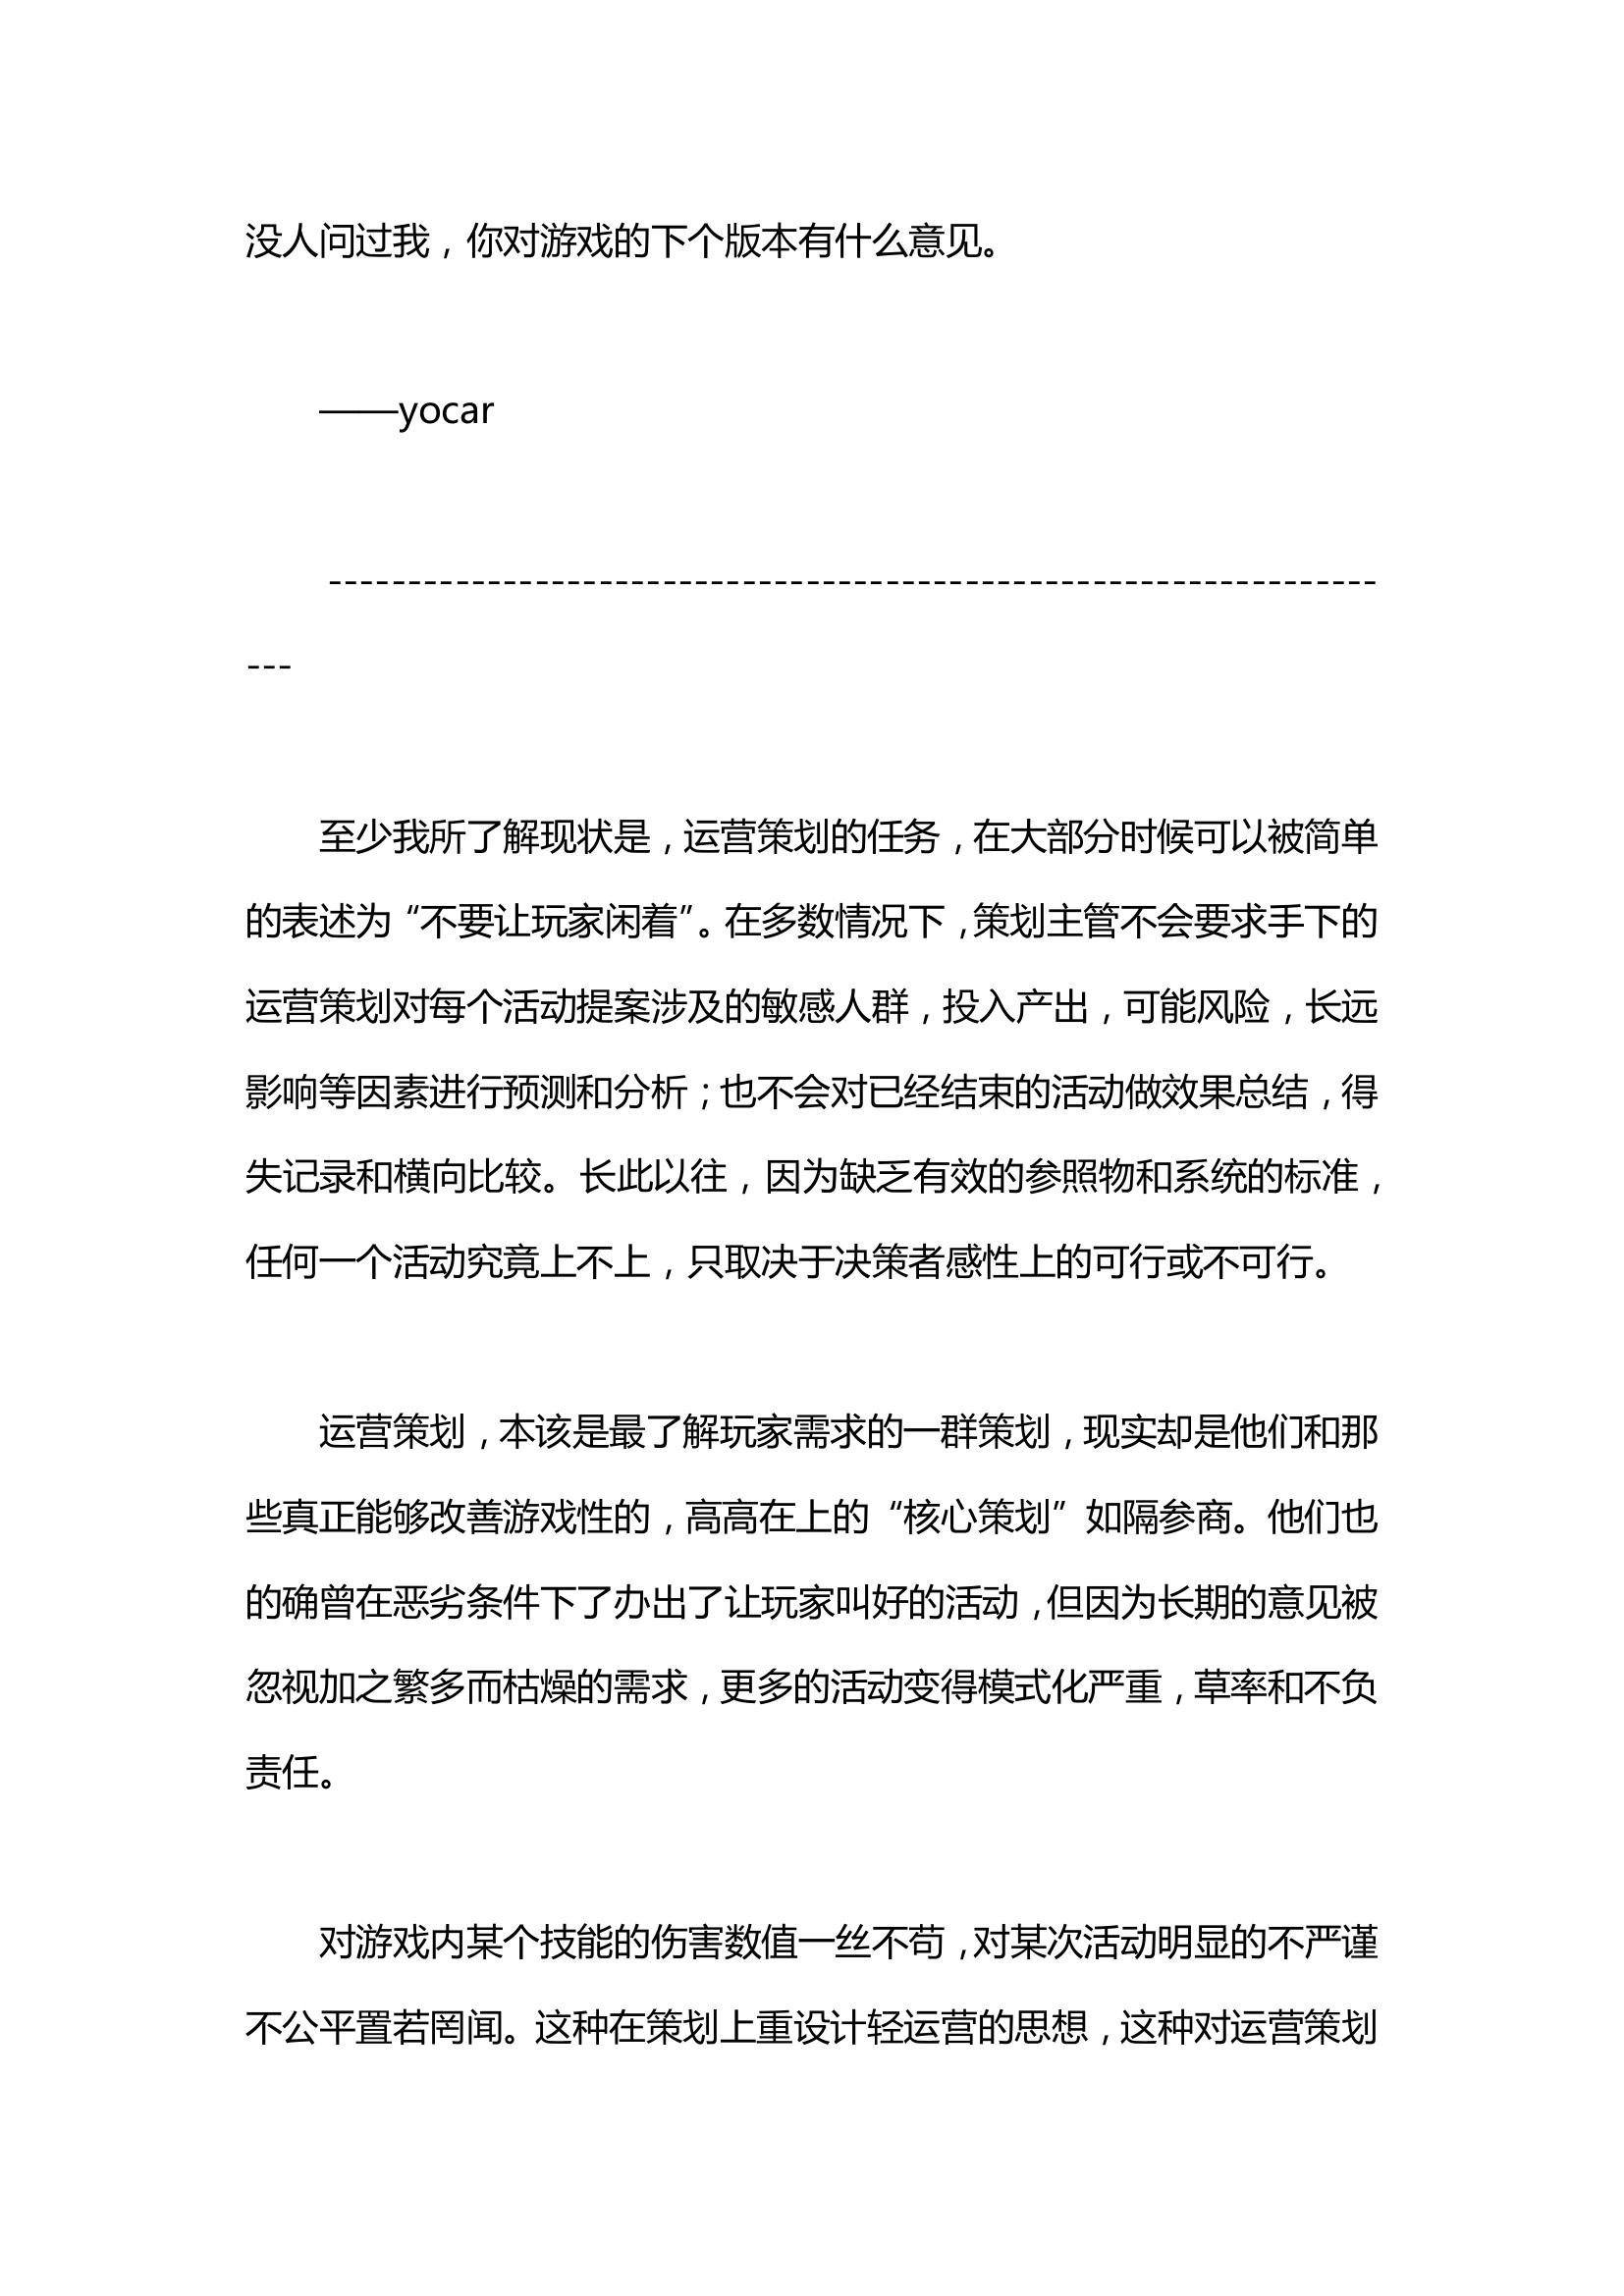 没人问过我，你对游戏的下个版本有什么意见。
——yocar
------------------------------------------------------------------
---
至少我所了解现状是，运营策划的任务，在大部分时候可以被简单
的表述为“不要让玩家闲着”。在多数情况下，策划主管不会要求手下的
运营策划对每个活动提案涉及的敏感人群，投入产出，可能风险，长远
影响等因素进行预测和分析；也不会对已经结束的活动做效果总结，得
失记录和横向比较。长此以往，因为缺乏有效的参照物和系统的标准，
任何一个活动究竟上不上，只取决于决策者感性上的可行或不可行。
运营策划，本该是最了解玩家需求的一群策划，现实却是他们和那
些真正能够改善游戏性的，高高在上的“核心策划”如隔参商。他们也
的确曾在恶劣条件下了办出了让玩家叫好的活动，但因为长期的意见被
忽视加之繁多而枯燥的需求，更多的活动变得模式化严重，草率和不负
责任。
对游戏内某个技能的伤害数值一丝不苟，对某次活动明显的不严谨
不公平置若罔闻。这种在策划上重设计轻运营的思想，这种对运营策划